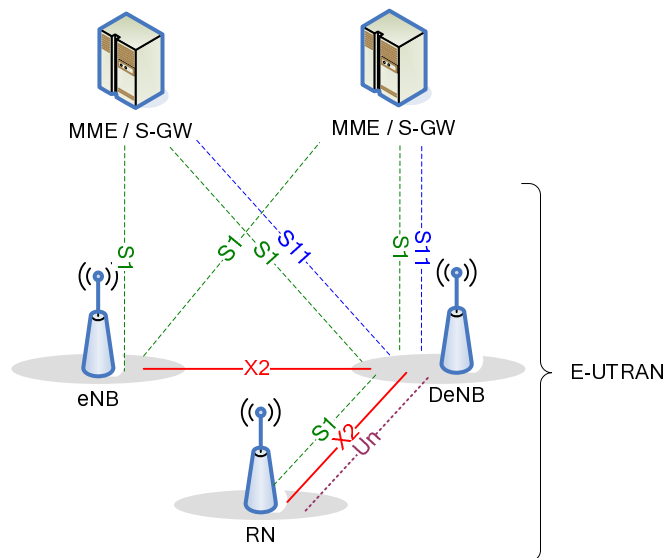 MME / S-GW
MME / S-GW
S1
S1
S1
S11
S1
S11
X2
eNB
DeNB
E-UTRAN
S1
X2
Un
RN